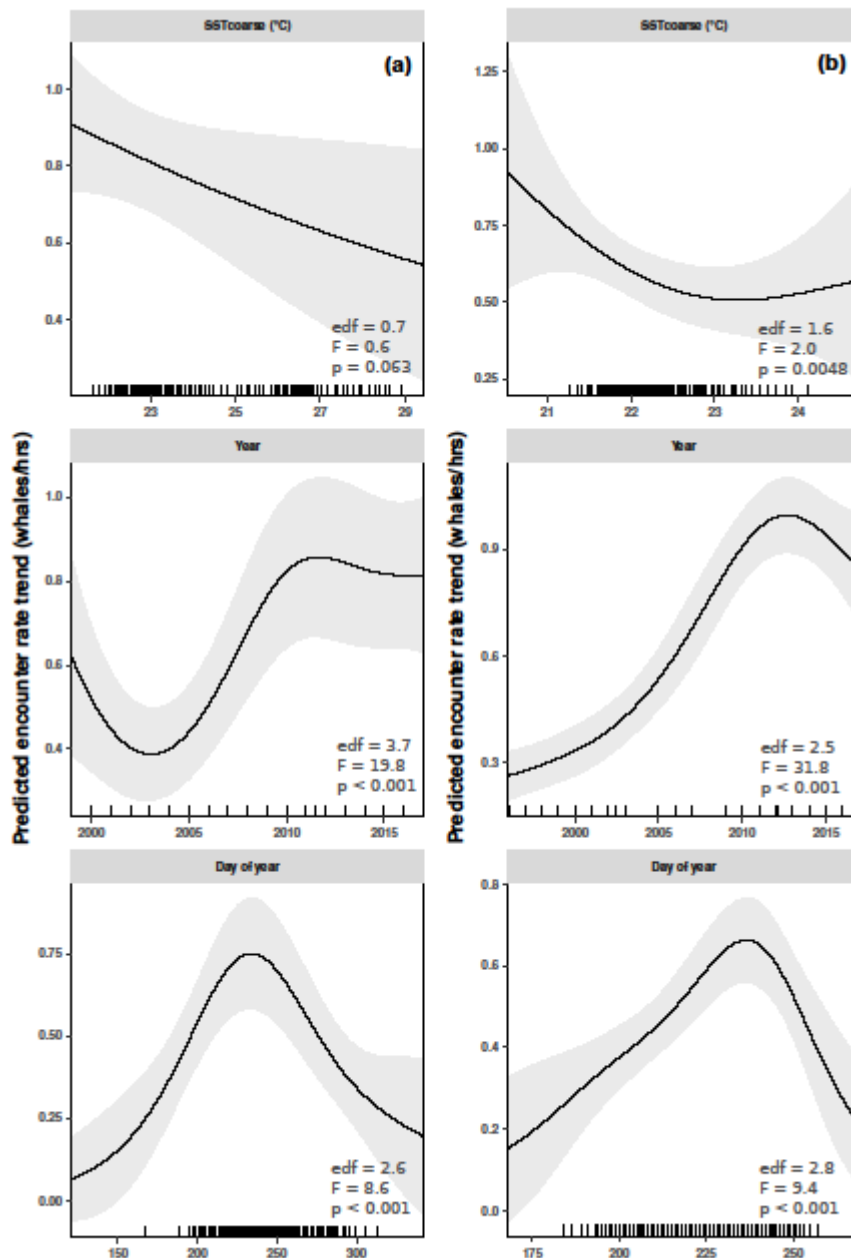 SSTcoarse (°C)
(a)
1.0
0.8
0.6
0.4
edf = 0.7
F = 0.6
p = 0.063
23
25
27
29
SSTcoarse (°C)
(b)
1.25
1.00
0.75
0.50
0.25
edf = 1.6
F = 2.0
p = 0.0048
21
22
23
24
Predicted encounter rate trend (whales/hrs)
Year
1.0
0.8
0.6
0.4
edf = 3.7
F = 19.8
p < 0.001
2000
2005
2010
2015
Predicted encounter rate trend (whales/hrs)
Year
0.9
0.6
0.3
edf = 2.5
F = 31.8
p < 0.001
2000
2005
2010
2015
Day of year
0.75
0.50
0.25
0.00
edf = 2.6
F = 8.6
p < 0.001
150
200
250
300
Day of year
0.8
0.6
0.4
0.2
0.0
edf = 2.8
F = 9.4
p < 0.001
175
200
225
250